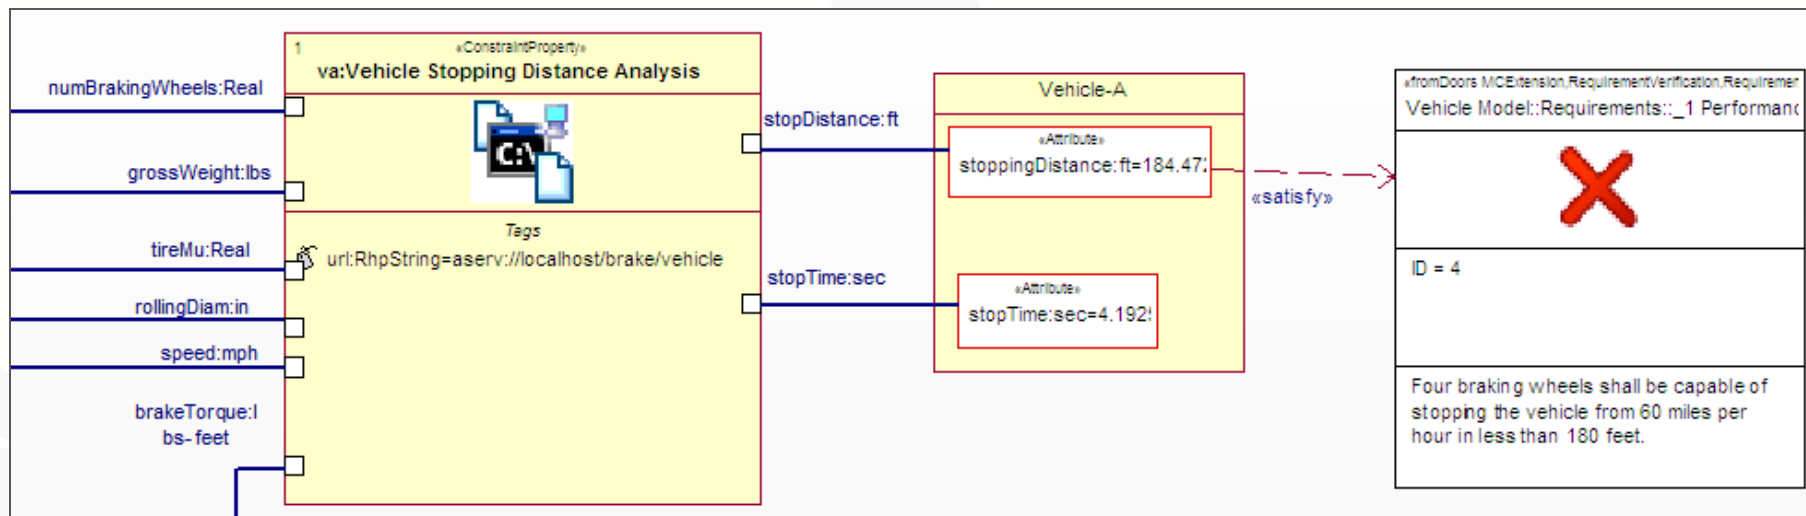 numBrakingWheels:Real
grossWeight:lbs
tireMu:Real
rollingDiam:in
speed:mph
brakeTorque:l
bs-feet
1
«ConstraintProperty»
va:Vehicle Stopping Distance Analysis
C:\
Tags
url:RhpString=aserv://localhost/brake/vehicle
stopDistance:ft
stopTime:sec
Vehicle-A
«Attribute»
stoppingDistance:ft=184.47
«Attribute»
stopTime:sec=4.192
«satisfy»
«fromDoors MCExtension,RequirementVerification,Requiremen
Vehicle Model::Requirements::_1 Performanc
ID = 4
Four braking wheels shall be capable of
stopping the vehicle from 60 miles per
hour in less than 180 feet.